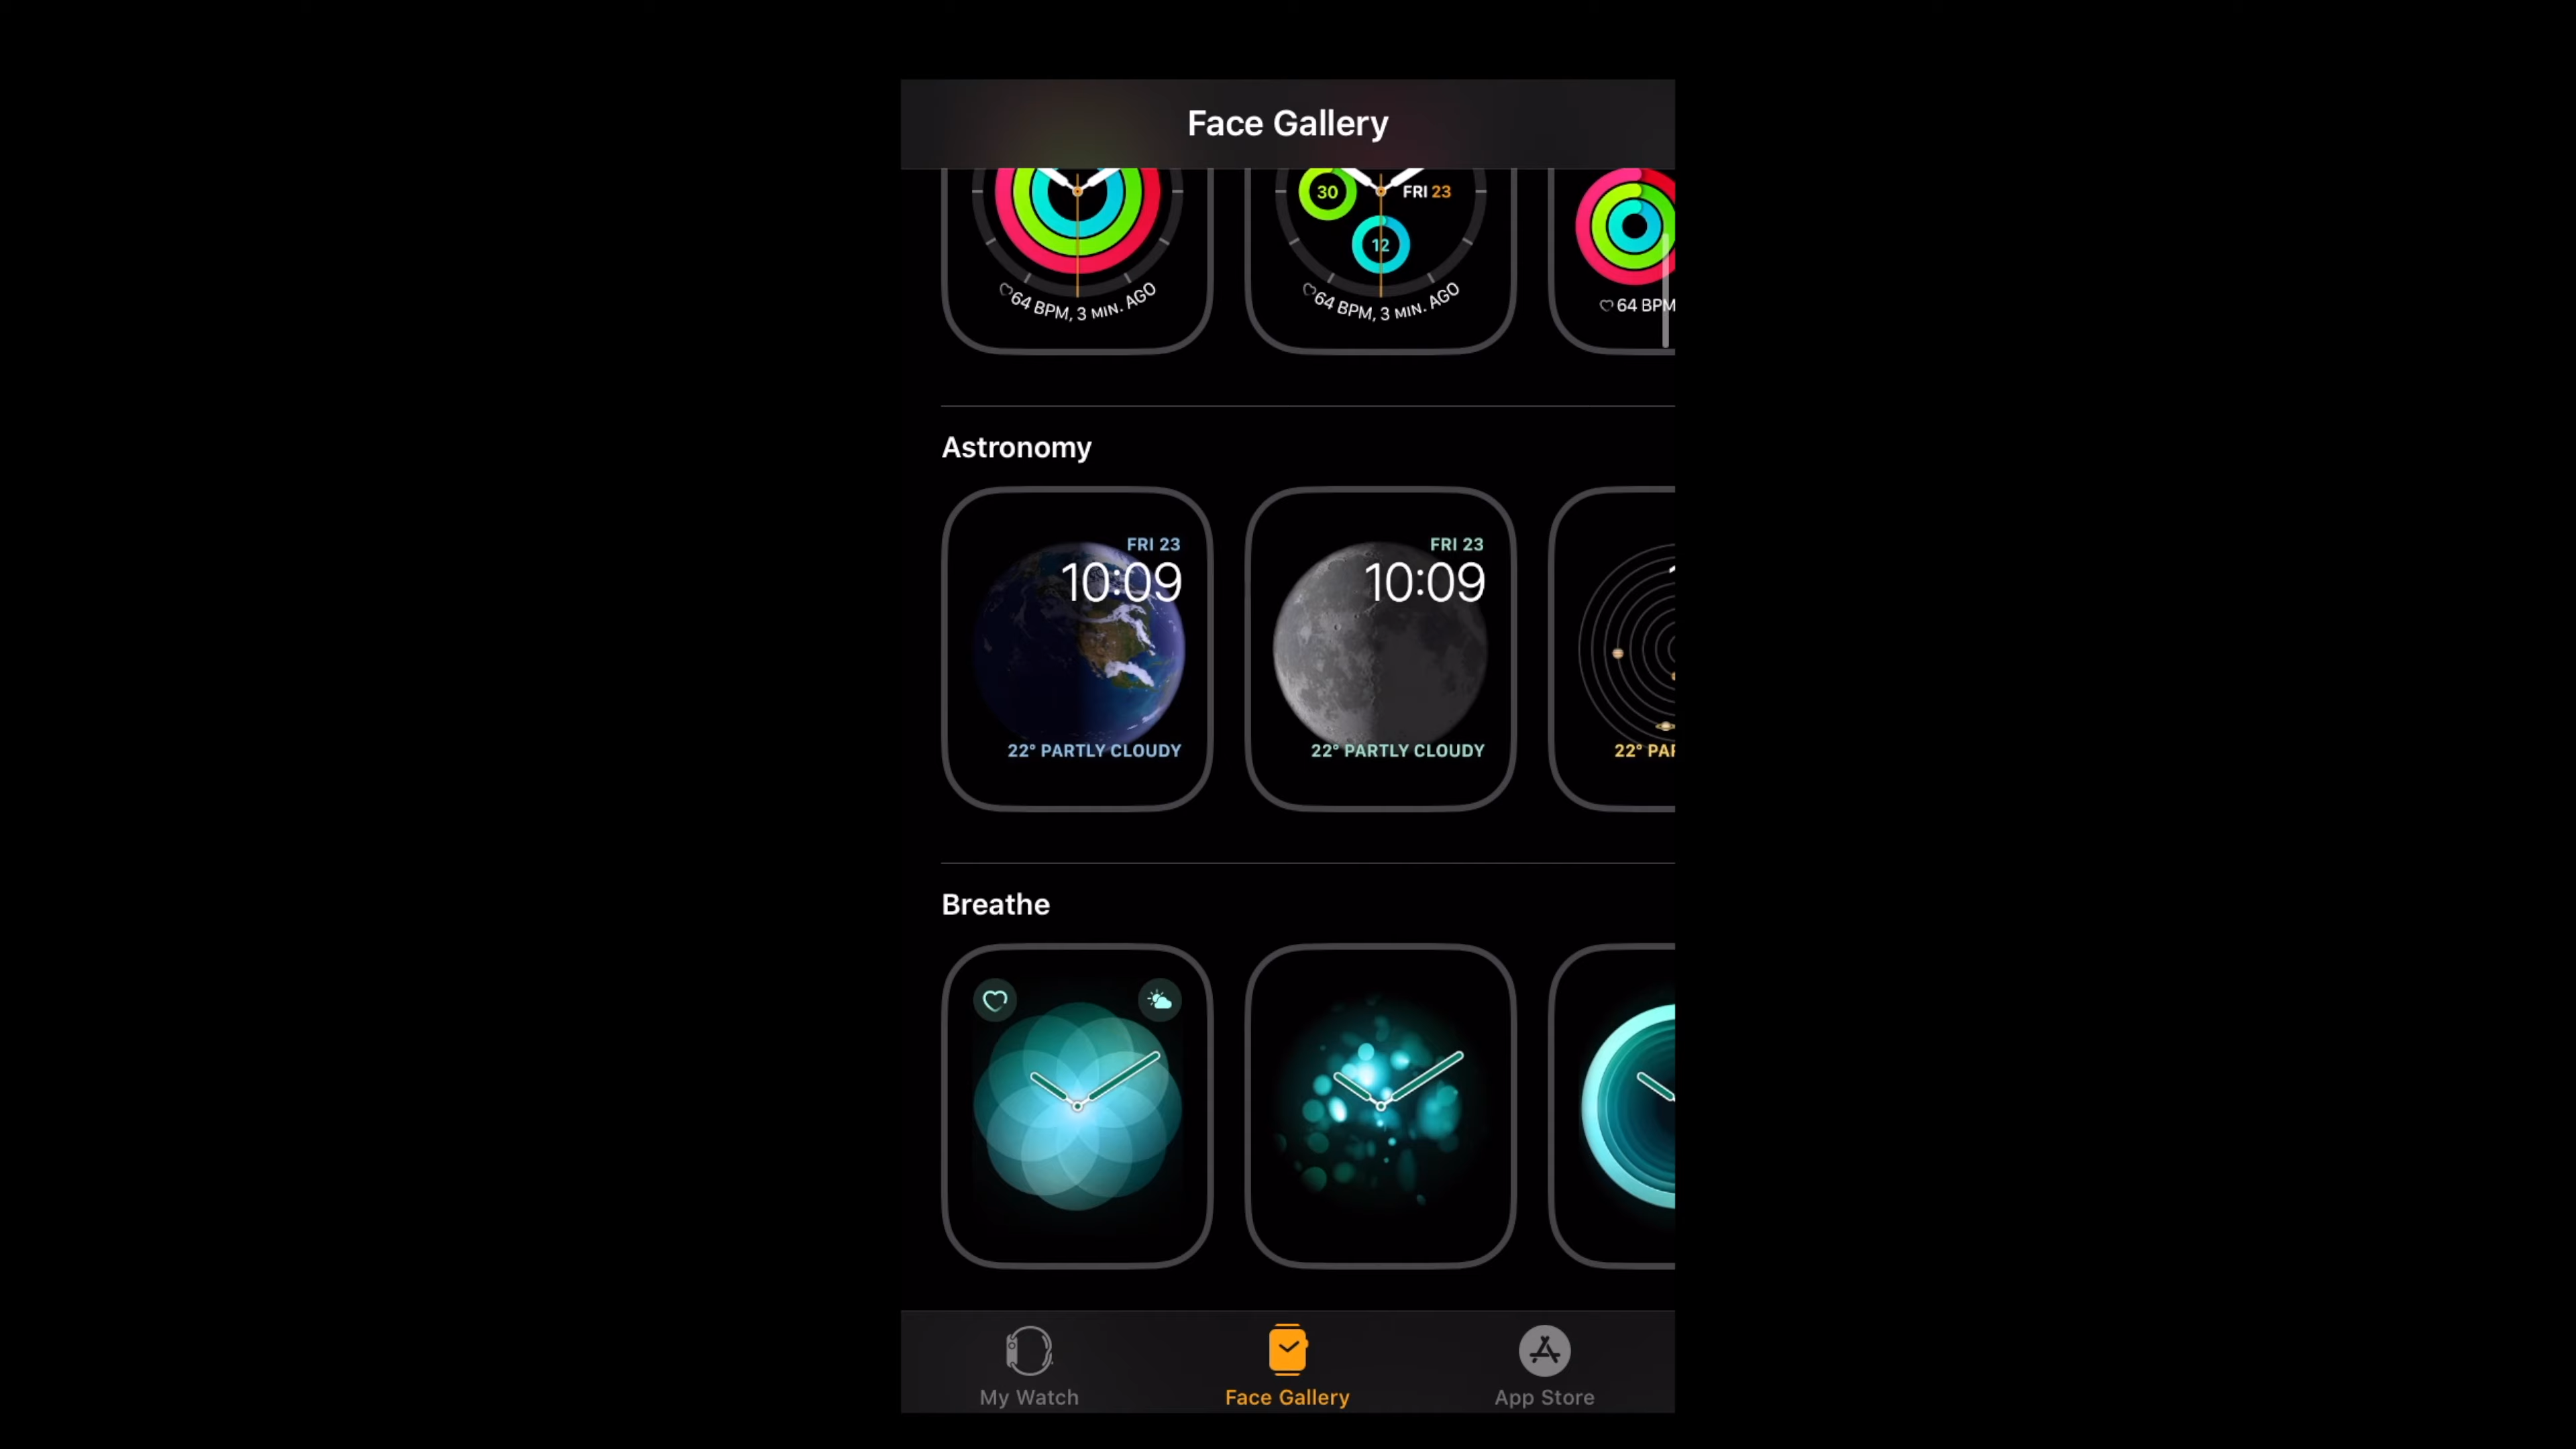 Face Gallery
64 BPM, 3 MIN. AGO
30
FRI 23
12
64 BPM, 3 MIN. AGO
64 BPM
Astronomy
FRI 23
10:09
22° PARTLY CLOUDY
FRI 23
10:09
22° PARTLY CLOUDY
22°
Breathe
My Watch
Face Gallery
App Store